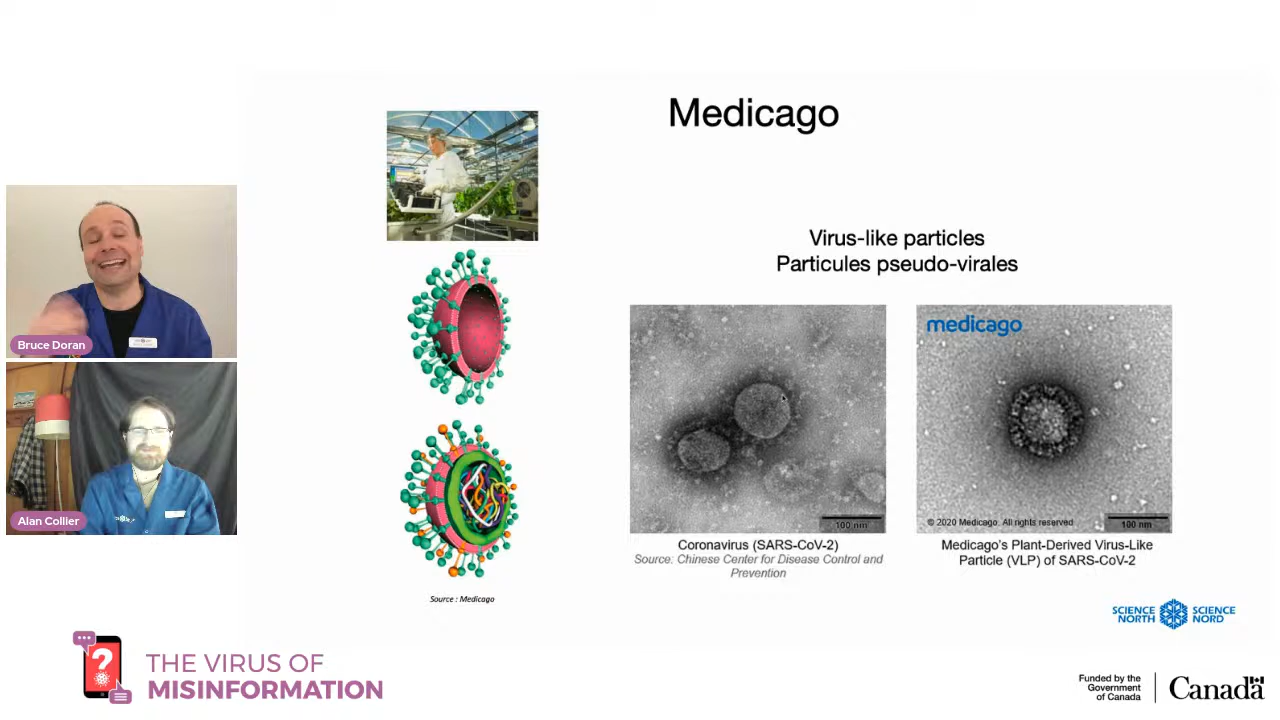 Medicago
Virus-like particles
Particules pseudo-virales
Bruce Doran
Alan Collier
Source : Medicago
100 nm
Coronavirus (SARS-CoV-2)
Source: Chinese Center for Disease Control and
Prevention
medicago
© 2020 Medicago. All rights reserved
100 nm
Medicago's Plant-Derived Virus-Like
Particle (VLP) of SARS-CoV-2
SCIENCE NORTH
SCIENCE NORD
THE VIRUS OF
MISINFORMATION
Funded by the
Government
of Canada
Canada